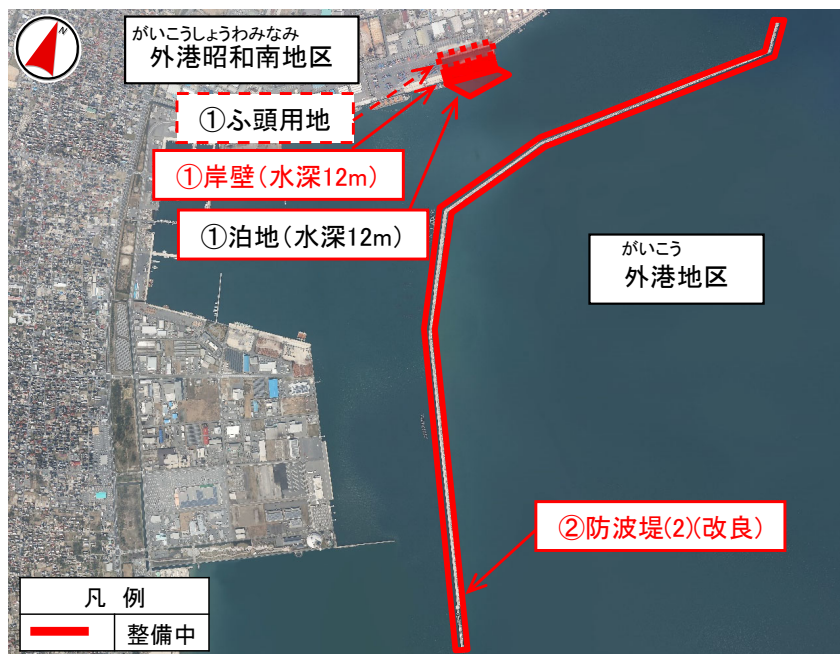 N
がいこうしょうわみなみ
外港昭和南地区
①ふ頭用地
①岸壁(水深12m)
①泊地(水深12m)
がいこう
外港地区
②防波堤(2)(改良)
凡 例
整備中